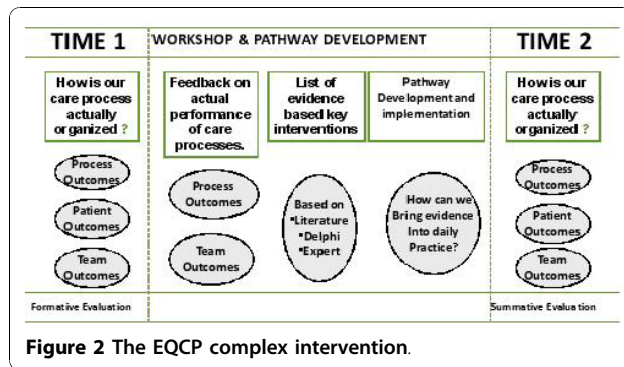 TIME 1
WORKSHOP & PATHWAY DEVELOPMENT
TIME 2
How is our
care process
actually
organized ?
Feedback on
actual
performance
of care
processes.
List of
evidence
based key
interventions
Pathway
Development and
implementation
How is our
care process
actually
organized ?
Process
Outcomes
Patient
Outcomes
Team
Outcomes
Process
Outcomes
Team
Outcomes
Based on
▪Literature
▪Delphi
▪Expert
How can we
Bring evidence
Into daily
Practice?
Process
Outcomes
Patient
Outcomes
Team
Outcomes
Formative Evaluation
Summative Evaluation
Figure 2 The EQCP complex intervention.